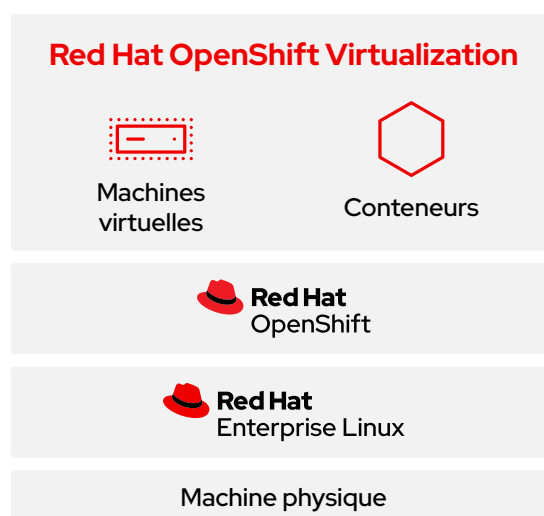 Red Hat OpenShift Virtualization
Machines
virtuelles
Conteneurs
Red Hat
OpenShift
Red Hat
Enterprise Linux
Machine physique